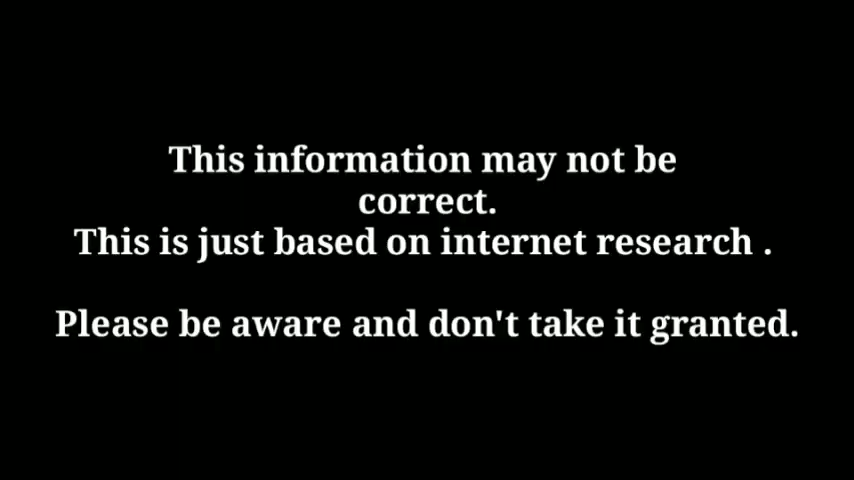 This information may not be
correct.
This is just based on internet research .
Please be aware and don't take it granted.